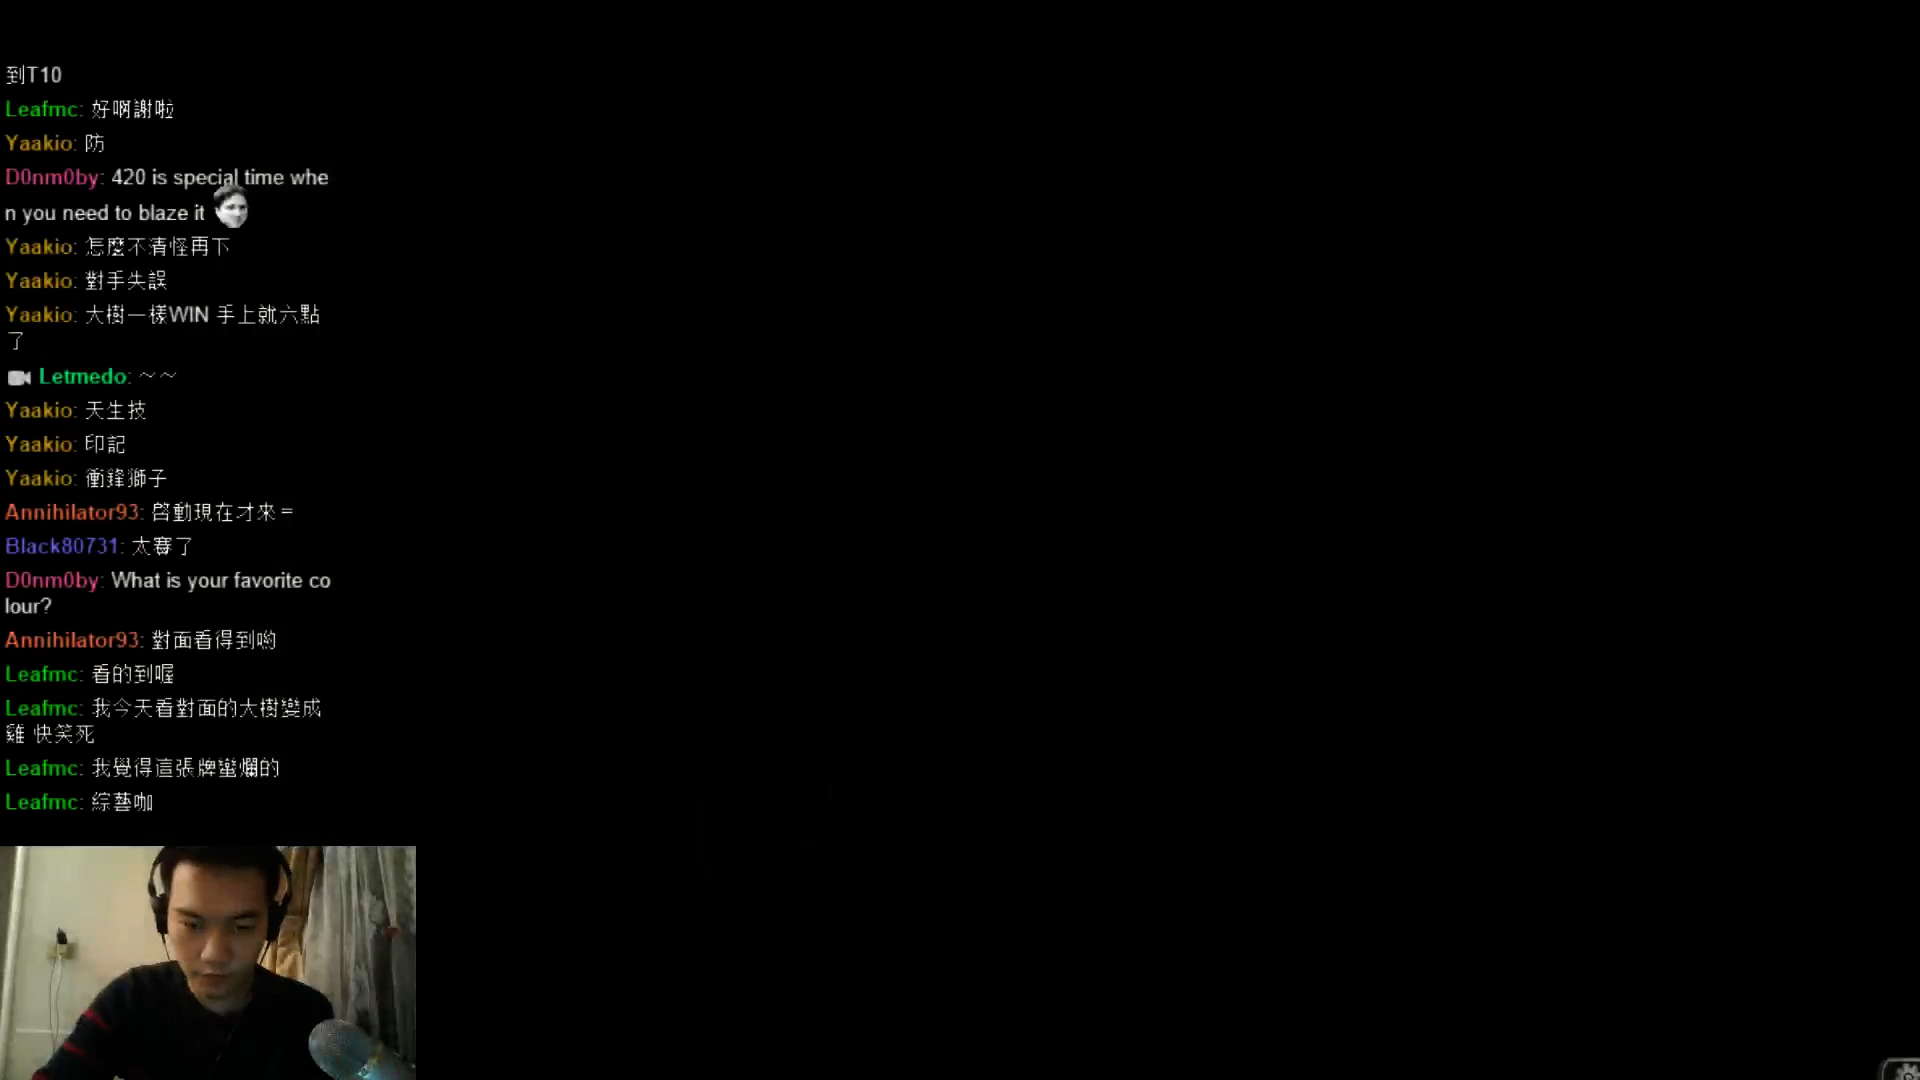 到T10
Leafmc: 好啊謝啦
Yaakio: 防
D0nm0by: 420 is special time whe
n you need to blaze it
Yaakio: 怎麼不清怪再下
Yaakio: 對手失誤
Yaakio: 大樹一樣WIN 手上就六點
了
Letmedo: ～～
Yaakio: 天生技
Yaakio: 印記
Yaakio: 衝鋒獅子
Annihilator93: 啓動現在才來 =
Black80731: 太賽了
D0nm0by: What is your favorite co
lour?
Annihilator93: 對面看得到喲
Leafmc: 看的到喔
Leafmc: 我今天看對面的大樹變成
雞 快笑死
Leafmc: 我覺得這張牌蠻爛的
Leafmc: 綜藝咖